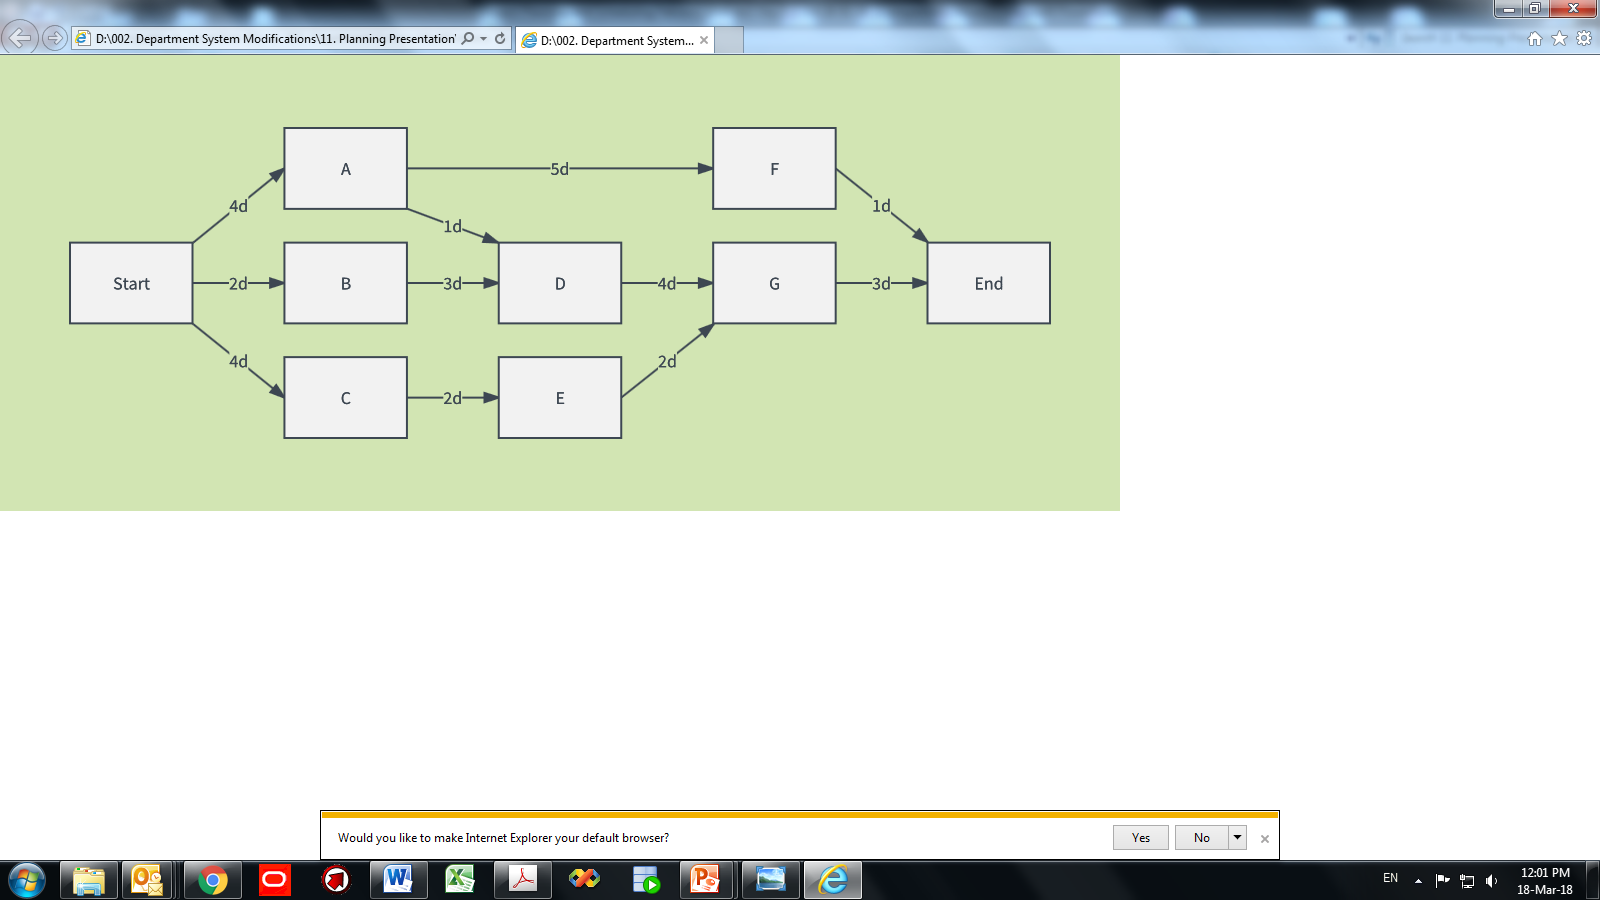 D:\002. Department System Modifications\11. Planning Presentation'
D:\002. Department System...
A
F
4d
5d
1d
1d
Start
2d
B
3d
D
4d
G
3d
End
4d
2d
C
2d
E
Would you like to make Internet Explorer your default browser?
Yes
No
EN
12:01 PM
18-Mar-18